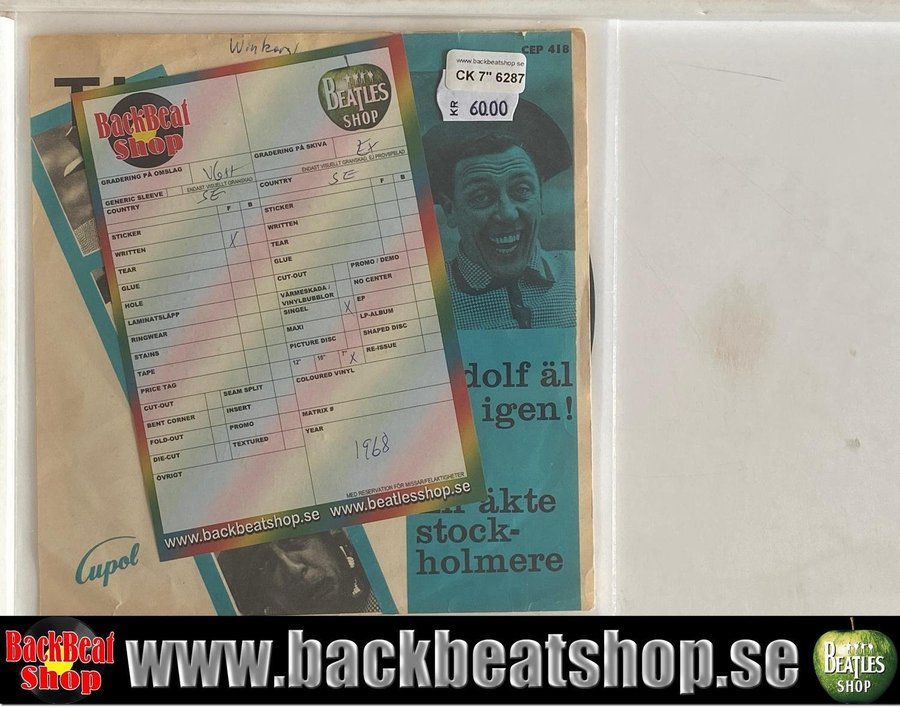 Winkary
CEP 418
www.backbeatshop.se
CK 7" 6287
KR 60.00
BackBeat
Shop
BEATLES
SHOP
GRADERING PÅ OMSLAG
GRADERING PÅ SKIVA
EX
ENDAST VISUELLT GRANSKAD
ENDAST VISUELLT GRANSKAD, EJ PROVSPELAD
GENERIC SLEEVE
COUNTRY SE F B
STICKER
WRITTEN X
TEAR
GLUE
HOLE
LAMINATSLÄPP
RINGWEAR
STAINS
TAPE
PRICE TAG
CUT-OUT
BENT CORNER
FOLD-OUT
DIE-CUT
SEAM SPLIT
INSERT
PROMO
TEXTURED
ÖVRIGT
COUNTRY SE F B
STICKER
WRITTEN
TEAR
GLUE
CUT-OUT
PROMO / DEMO
VÄRMESKADA /
VINYLBUBBLOR
NO CENTER
SINGEL X
EP
MAXI
LP-ALBUM
PICTURE DISC
SHAPED DISC
12" 10" 7" X
RE-ISSUE
COLOURED VINYL
MATRIX #
YEAR
1968
MED RESERVATION FÖR MISSAR/FELAKTIGHETER
www.backbeatshop.se www.beatlesshop.se
dolf äl
igen!
äkte
stock-
holmere
Cupol
BackBeat
Shop
www.backbeatshop.se
BEATLES
SHOP